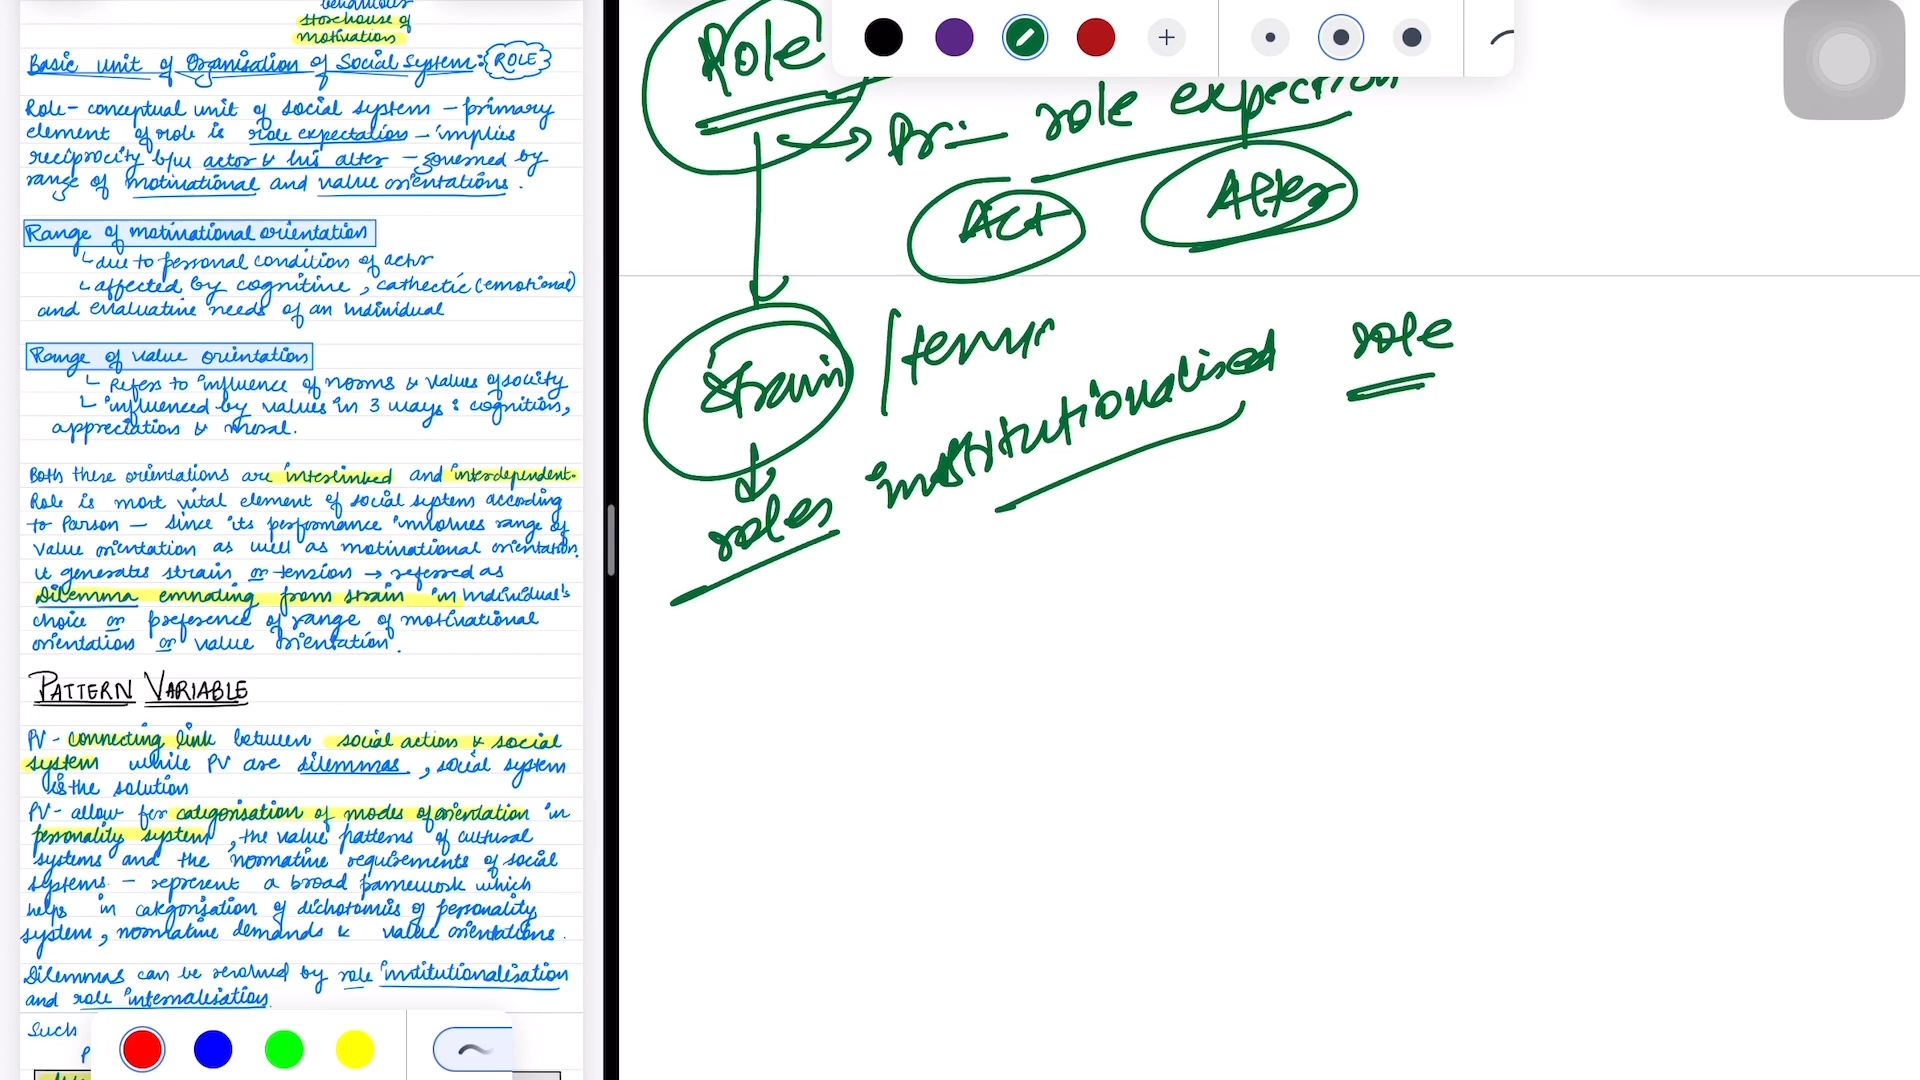 behaviour
storehouse of
motivation
Basic unit of Organisation of Social System: ROLE
Role - conceptual unit of social system - primary
element of role is role expectation - implies
reciprocity b/w actor & his alter - governed by
range of motivational and value orientations.
Range of motivational orientation
due to personal condition of actor
affected by cognitive, cathectic (emotional)
and evaluative needs of an individual
Range of value orientation
Refers to influence of norms & values of society
influenced by values in 3 ways: cognition,
appreciation & moral.
Both these orientations are interlinked and interdependent.
Role is most vital element of social system according
to Parson - since its performance involves range of
value orientation as well as motivational orientation
it generates strain or tension → referred as
Dilemma emnating from strain in individual's
choice or preference of range of motivational
orientation or value orientation.
PATTERN VARIABLE
PV - connecting link between social action & social
system while PV are dilemmas, social system
is the solution
PV - allow for categorisation of modes of orientation in
personality system, the value patterns of cultural
systems and the normative requirements of social
systems - represent a broad framework which
helps in categorisation of dichotomies of personality
system, normative demands & value orientations.
Dilemmas can be resolved by role institutionalisation
and role internalisation.
Such
P
Role
Pri- role expection
Act Alter
Strain /
institutionalised role
roles